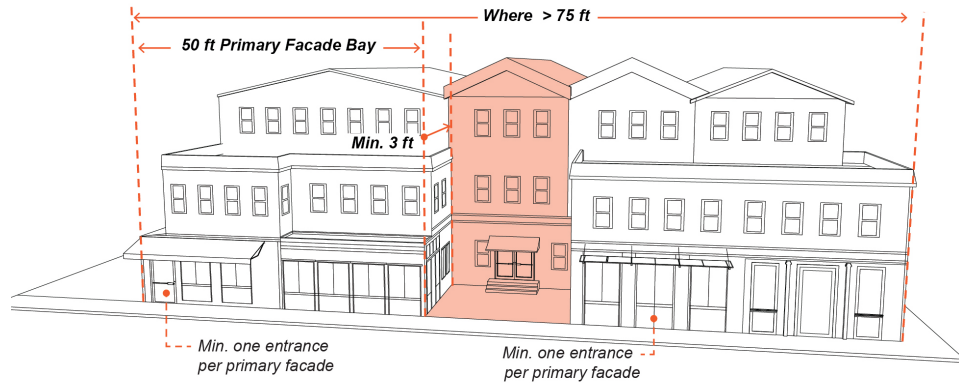 Where > 75 ft
50 ft Primary Facade Bay
Min. 3 ft
Min. one entrance
per primary facade
Min. one entrance
per primary facade